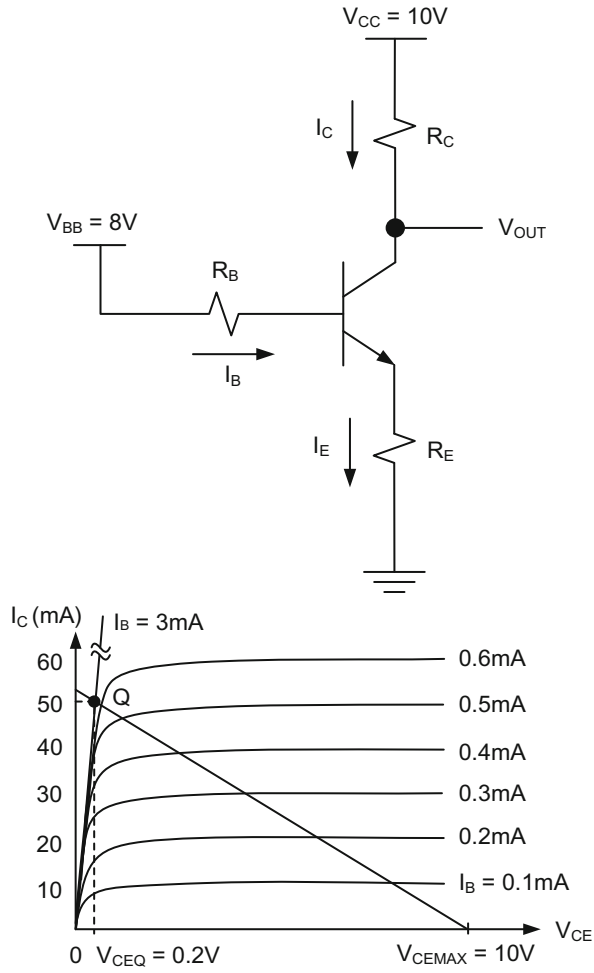 V_CC = 10V
I_C
R_C
V_BB = 8V
V_OUT
R_B
I_B
I_E
R_E
I_C (mA)
I_B = 3mA
60
0.6mA
Q
50
0.5mA
40
0.4mA
30
0.3mA
20
0.2mA
10
I_B = 0.1mA
V_CE
0
V_CEQ = 0.2V
V_CEMAX = 10V